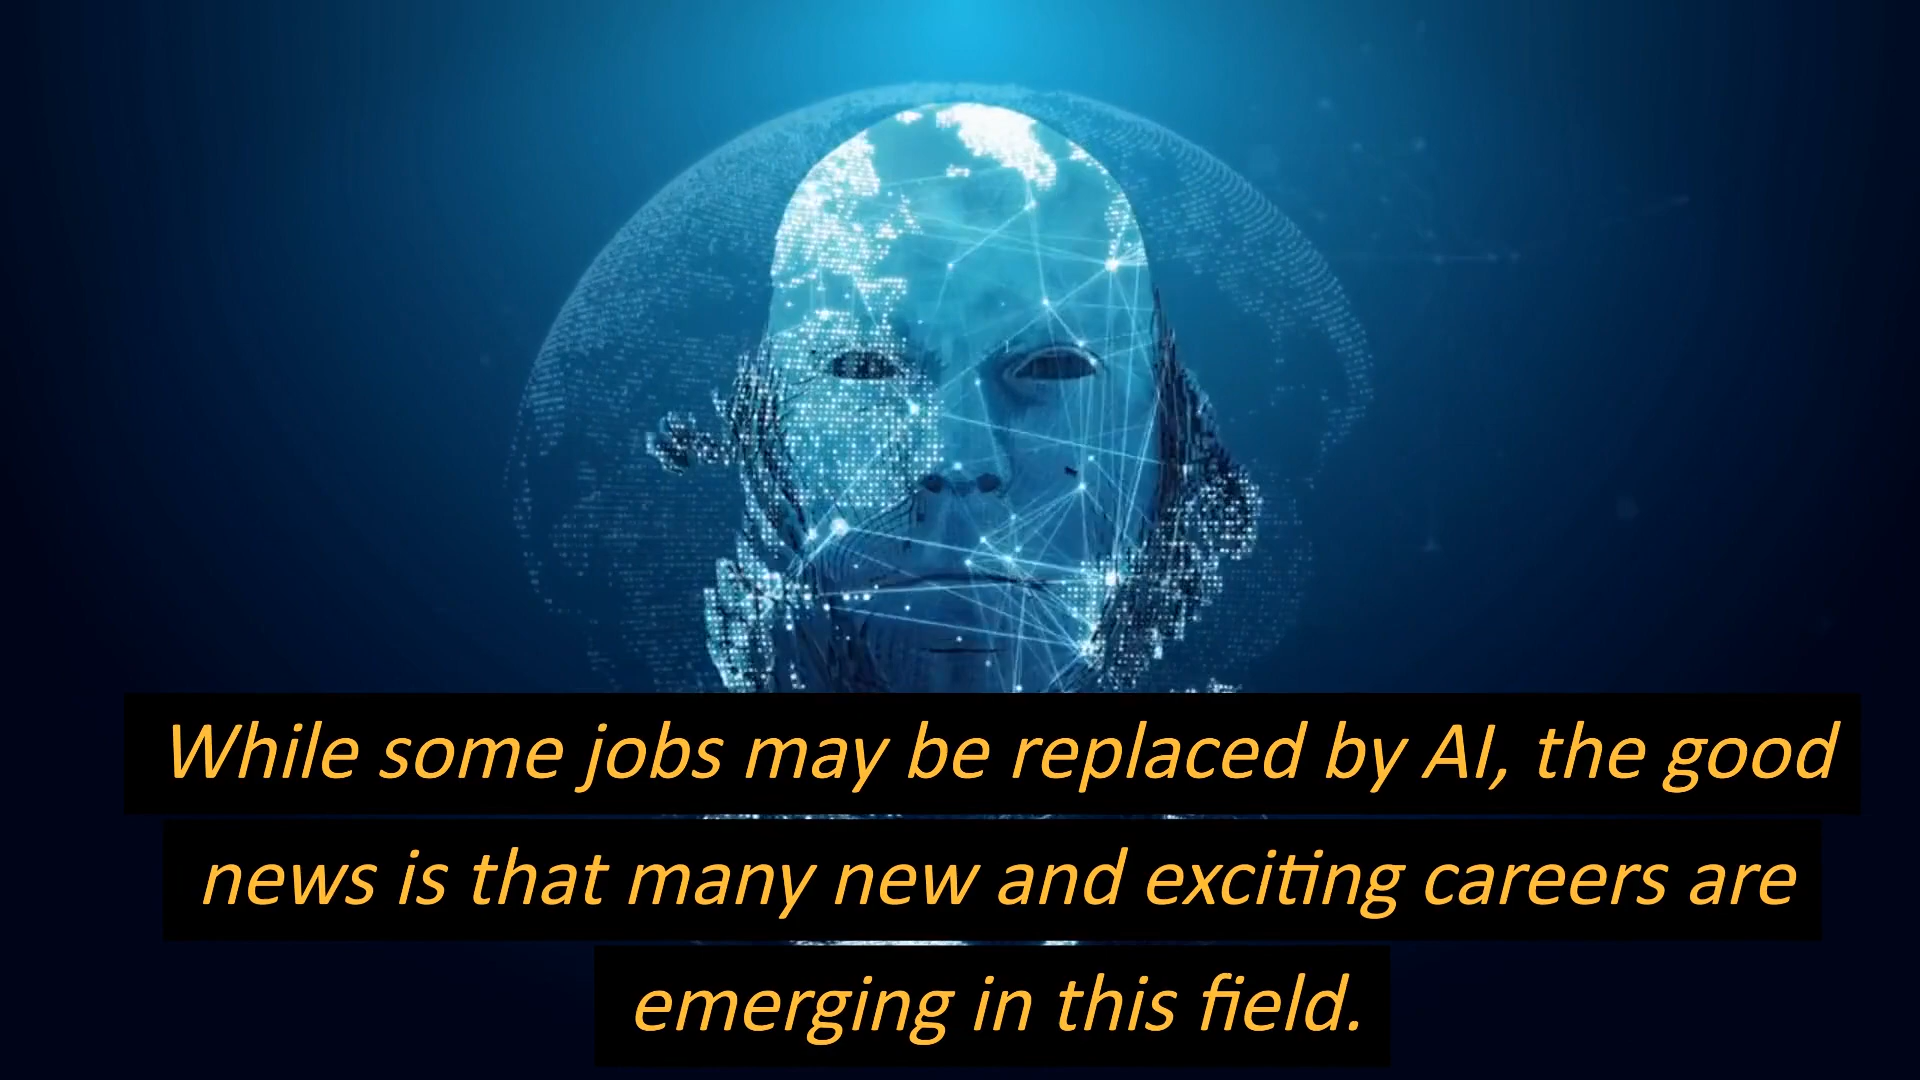 While some jobs may be replaced by AI, the good
news is that many new and exciting careers are
emerging in this field.